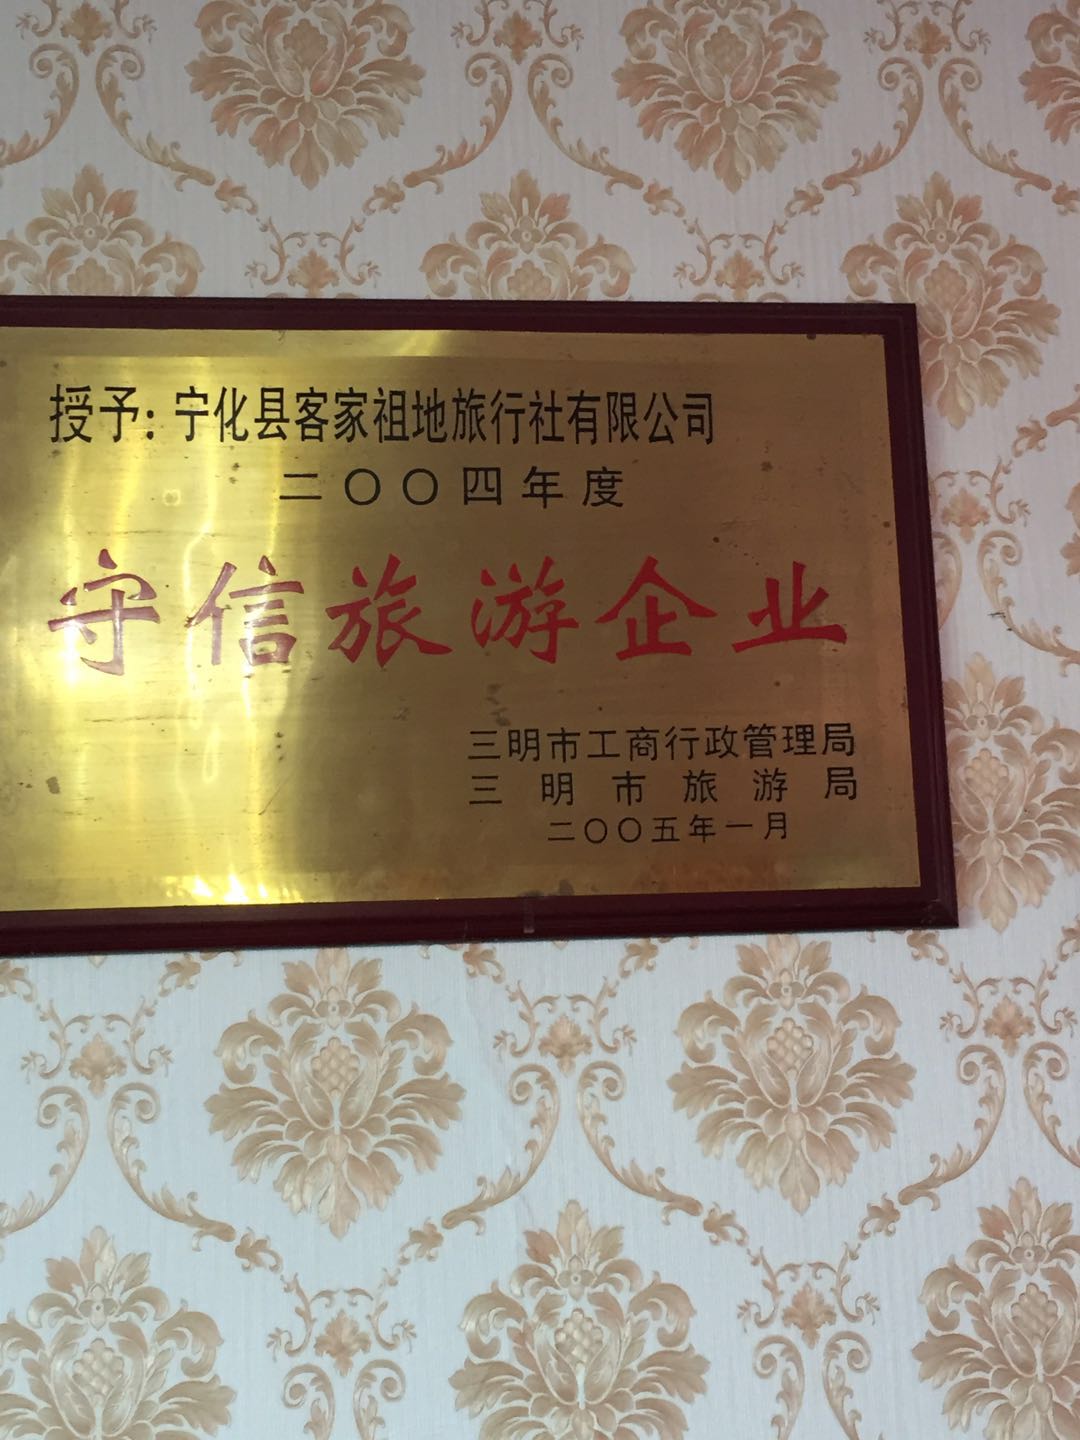 授予：宁化县客家祖地旅行社有限公司
二〇〇四年度
守信旅游企业
三明市工商行政管理局
三明市旅游局
二〇〇五年一月